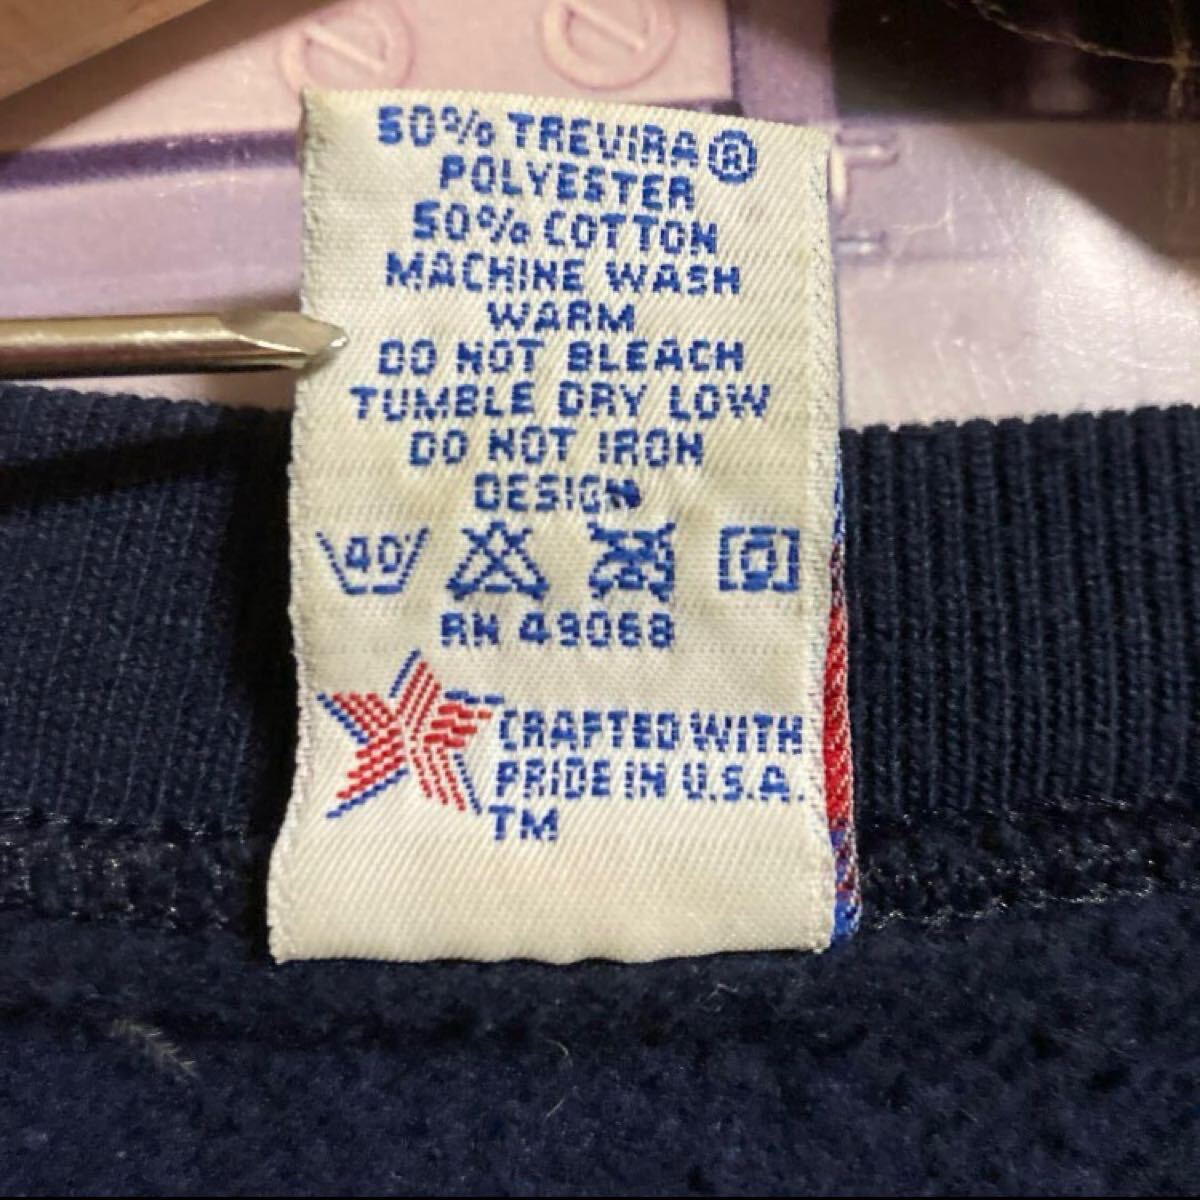 50% TREVIRA®
POLYESTER
50% COTTON
MACHINE WASH
WARM
DO NOT BLEACH
TUMBLE DRY LOW
DO NOT IRON
DESIGN
40
RN 49068
CRAFTED WITH
PRIDE IN U.S.A.
TM